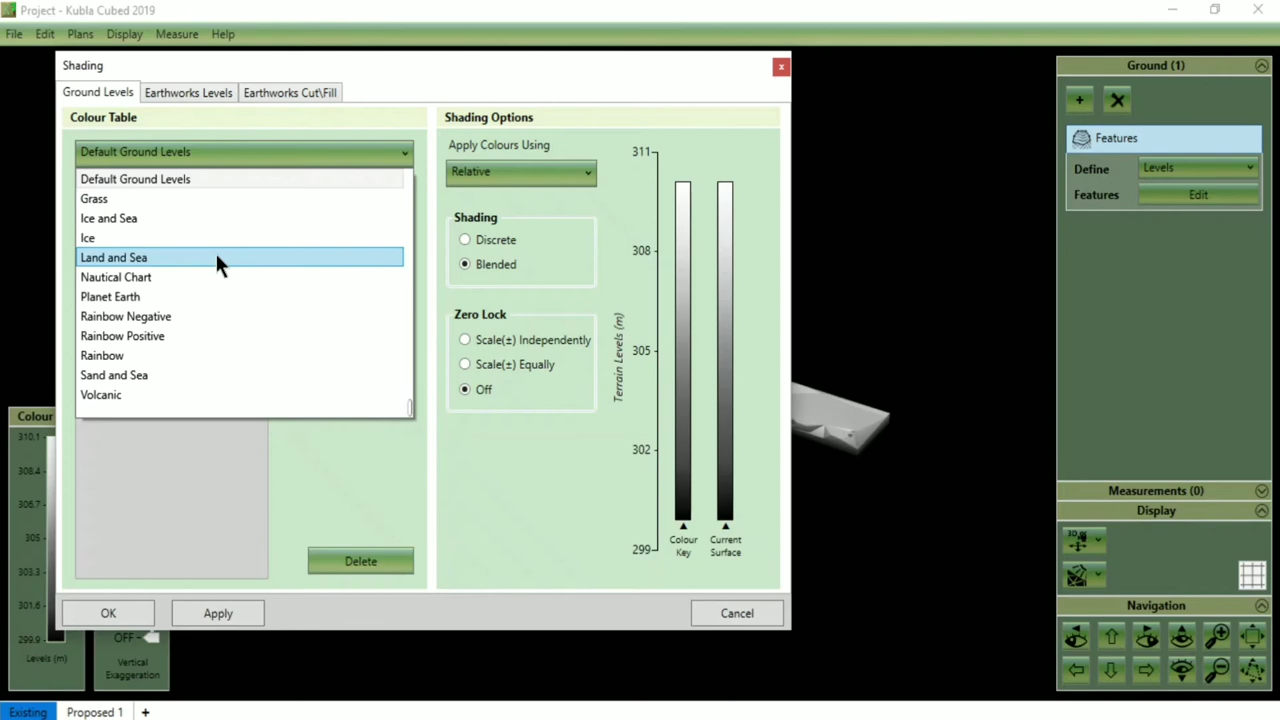 Project - Kubla Cubed 2019
File Edit Plans Display Measure Help
Shading
Ground Levels Earthworks Levels Earthworks Cut\Fill
Colour Table
Default Ground Levels
Default Ground Levels
Grass
Ice and Sea
Ice
Land and Sea
Nautical Chart
Planet Earth
Rainbow Negative
Rainbow Positive
Rainbow
Sand and Sea
Volcanic
Delete
Shading Options
Apply Colours Using
Relative
Shading
Discrete
Blended
Zero Lock
Scale(±) Independently
Scale(±) Equally
Off
Terrain Levels (m)
311
308
305
302
299
Colour
Key
Current
Surface
OK Apply Cancel
Colour
310.1
308.4
306.7
305
303.3
301.6
299.9
Levels (m)
OFF
Vertical
Exaggeration
Ground (1)
Features
Define Levels
Features Edit
Measurements (0)
Display
3D
Navigation
Existing Proposed 1 +